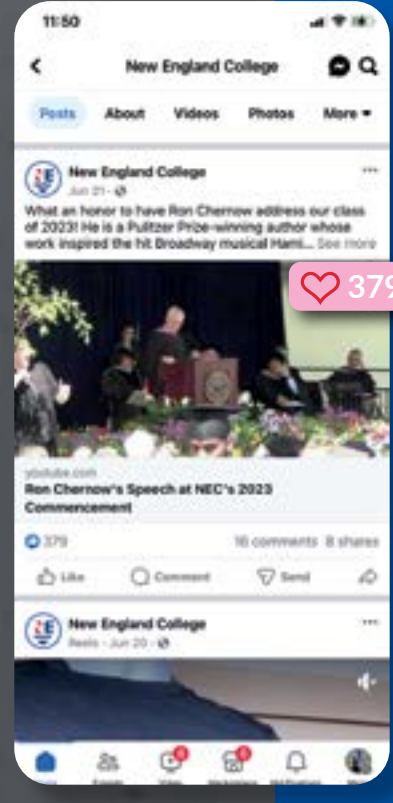 11:50
New England College
Posts About Videos Photos More
New England College
Jun 21
What an honor to have Ron Chernow address our class
of 2023! He is a Pulitzer Prize-winning author whose
work inspired the hit Broadway musical Hami... See more
379
youtube.com
Ron Chernow's Speech at NEC's 2023
Commencement
379 16 comments 8 shares
Like Comment Send
New England College
Reels · Jun 20